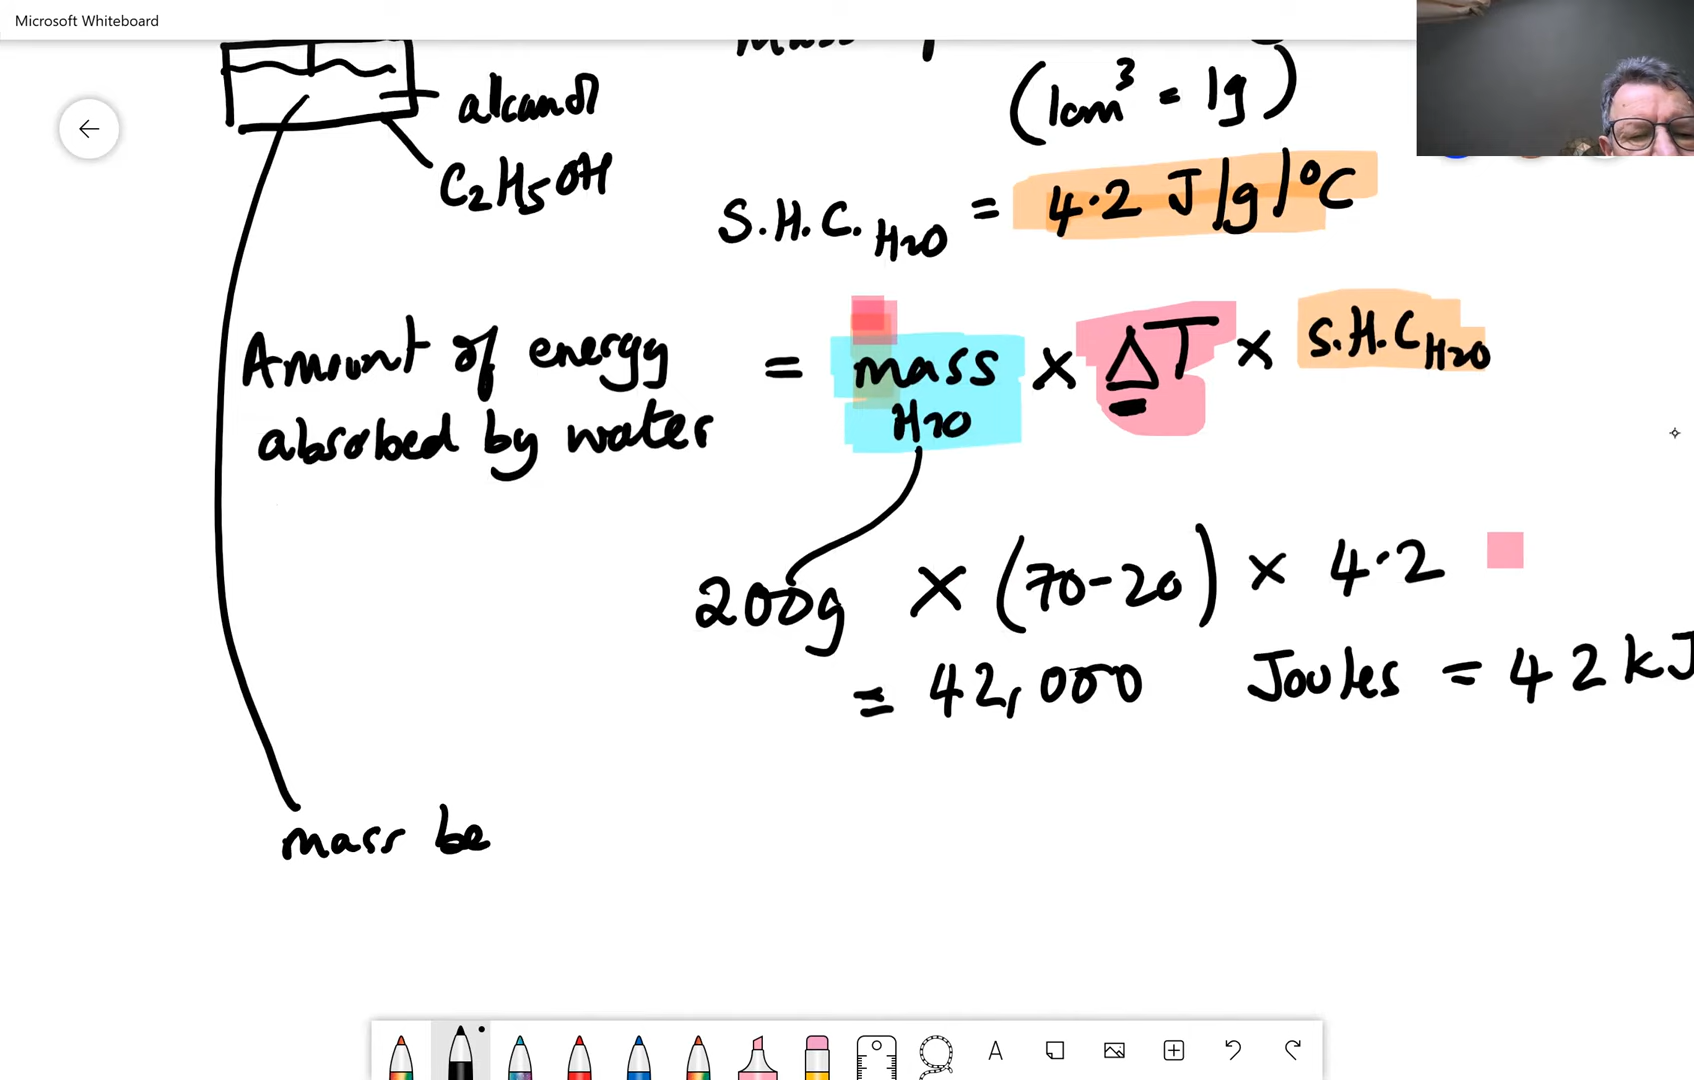 Microsoft Whiteboard
alcanol
C2H5OH
(1cm³ = 1g)
S.H.C. H2O = 4.2 J/g/°C
Amount of energy absorbed by water = mass H2O × ΔT × S.H.C H2O
200g × (70-20) × 4.2
= 42,000 Joules = 42 kJ
mass be
A